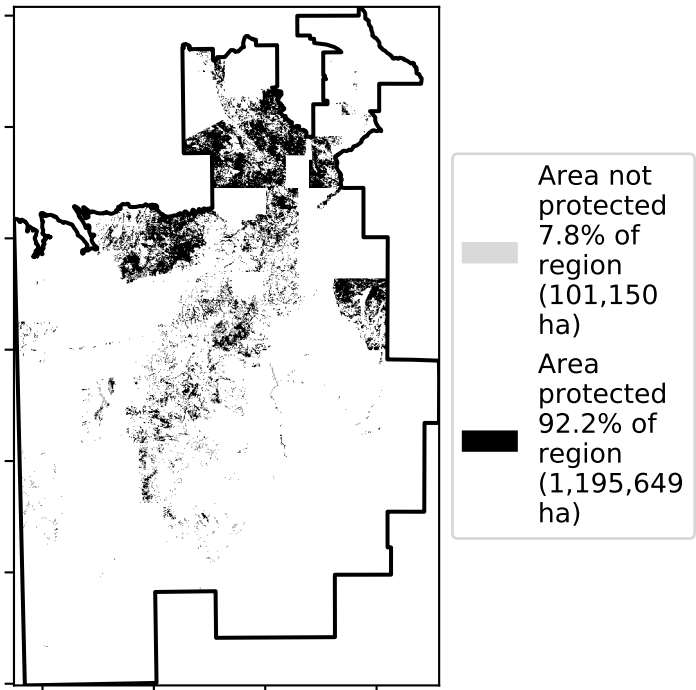 Area not
protected
7.8% of
region
(101,150
ha)
Area
protected
92.2% of
region
(1,195,649
ha)